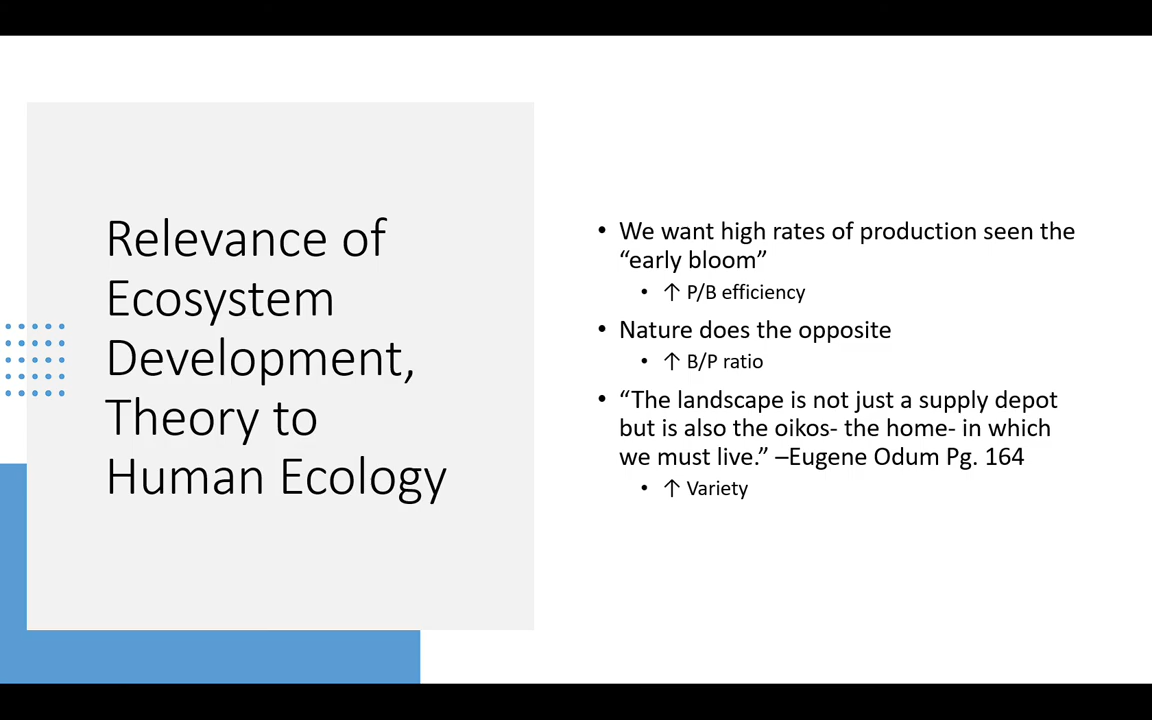 Relevance of
Ecosystem
Development,
Theory to
Human Ecology
• We want high rates of production seen the
“early bloom”
• ↑ P/B efficiency
• Nature does the opposite
• ↑ B/P ratio
• “The landscape is not just a supply depot
but is also the oikos- the home- in which
we must live.” –Eugene Odum Pg. 164
• ↑ Variety